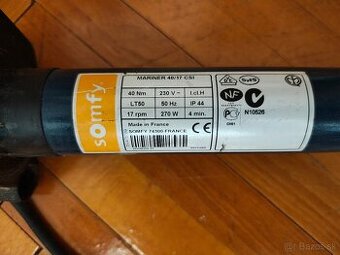 somfy
MARINER 40/17 CSI
40 Nm 230 V ~ I.cl.H
LT50 50 Hz IP 44
17 rpm 270 W 4 min.
Made in France
SOMFY 74300 FRANCE
NF
N10526
Bazos.sk